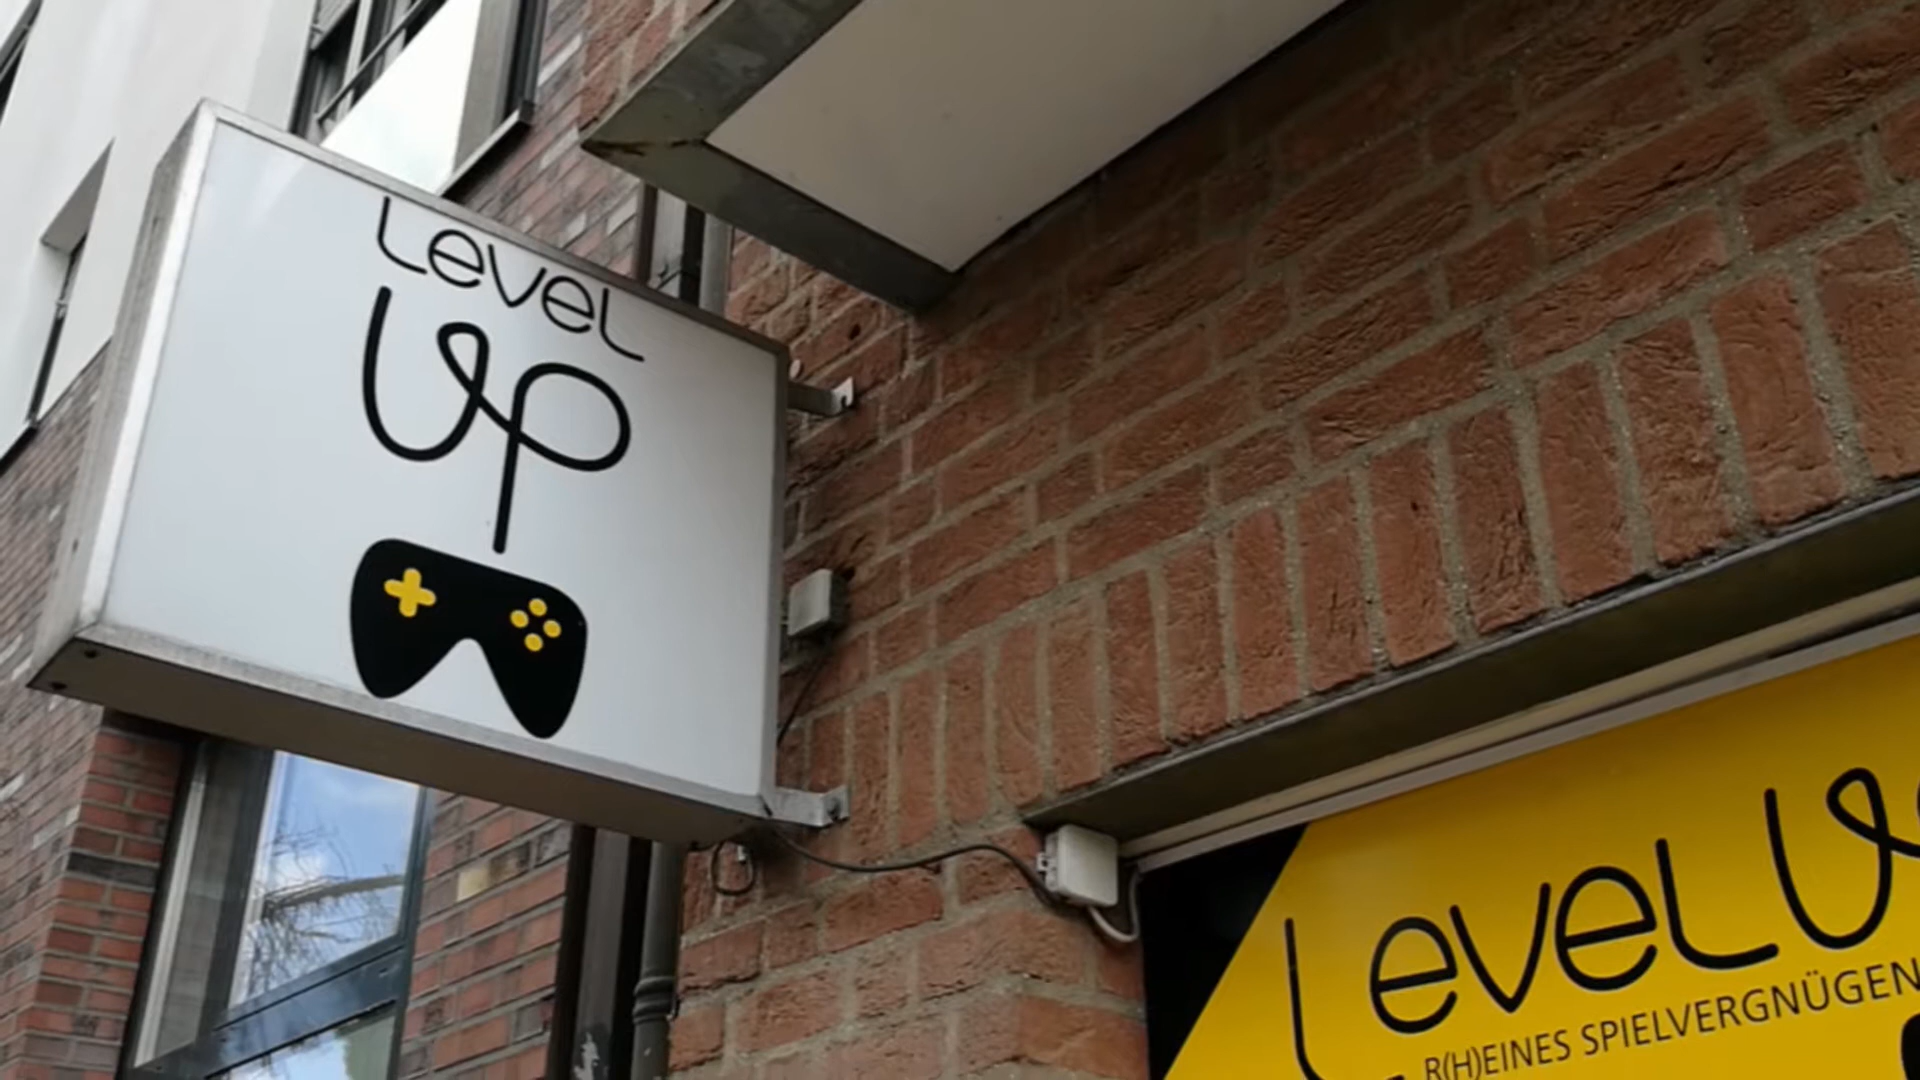 Level
Up
Level U
R(H)EINES SPIELVERGNÜGEN